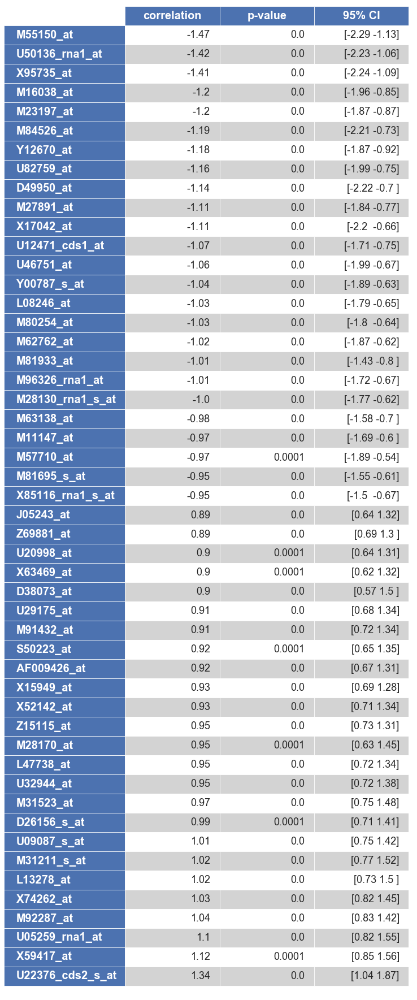 correlation p-value 95% CI
M55150_at -1.47 0.0 [-2.29 -1.13]
U50136_rna1_at -1.42 0.0 [-2.23 -1.06]
X95735_at -1.41 0.0 [-2.24 -1.09]
M16038_at -1.2 0.0 [-1.96 -0.85]
M23197_at -1.2 0.0 [-1.87 -0.87]
M84526_at -1.19 0.0 [-2.21 -0.73]
Y12670_at -1.18 0.0 [-1.87 -0.92]
U82759_at -1.16 0.0 [-1.99 -0.75]
D49950_at -1.14 0.0 [-2.22 -0.7 ]
M27891_at -1.11 0.0 [-1.84 -0.77]
X17042_at -1.11 0.0 [-2.2  -0.66]
U12471_cds1_at -1.07 0.0 [-1.71 -0.75]
U46751_at -1.06 0.0 [-1.99 -0.67]
Y00787_s_at -1.04 0.0 [-1.89 -0.63]
L08246_at -1.03 0.0 [-1.79 -0.65]
M80254_at -1.03 0.0 [-1.8  -0.64]
M62762_at -1.02 0.0 [-1.87 -0.62]
M81933_at -1.01 0.0 [-1.43 -0.8 ]
M96326_rna1_at -1.01 0.0 [-1.72 -0.67]
M28130_rna1_s_at -1.0 0.0 [-1.77 -0.62]
M63138_at -0.98 0.0 [-1.58 -0.7 ]
M11147_at -0.97 0.0 [-1.69 -0.6 ]
M57710_at -0.97 0.0001 [-1.89 -0.54]
M81695_s_at -0.95 0.0 [-1.55 -0.61]
X85116_rna1_s_at -0.95 0.0 [-1.5  -0.67]
J05243_at 0.89 0.0 [0.64 1.32]
Z69881_at 0.89 0.0 [0.69 1.3 ]
U20998_at 0.9 0.0001 [0.64 1.31]
X63469_at 0.9 0.0001 [0.62 1.32]
D38073_at 0.9 0.0 [0.57 1.5 ]
U29175_at 0.91 0.0 [0.68 1.34]
M91432_at 0.91 0.0 [0.72 1.34]
S50223_at 0.92 0.0001 [0.65 1.35]
AF009426_at 0.92 0.0 [0.67 1.31]
X15949_at 0.93 0.0 [0.69 1.28]
X52142_at 0.93 0.0 [0.71 1.34]
Z15115_at 0.95 0.0 [0.73 1.31]
M28170_at 0.95 0.0001 [0.63 1.45]
L47738_at 0.95 0.0 [0.72 1.34]
U32944_at 0.95 0.0 [0.72 1.38]
M31523_at 0.97 0.0 [0.75 1.48]
D26156_s_at 0.99 0.0001 [0.71 1.41]
U09087_s_at 1.01 0.0 [0.75 1.42]
M31211_s_at 1.02 0.0 [0.77 1.52]
L13278_at 1.02 0.0 [0.73 1.5 ]
X74262_at 1.03 0.0 [0.82 1.45]
M92287_at 1.04 0.0 [0.83 1.42]
U05259_rna1_at 1.1 0.0 [0.82 1.55]
X59417_at 1.12 0.0001 [0.85 1.56]
U22376_cds2_s_at 1.34 0.0 [1.04 1.87]